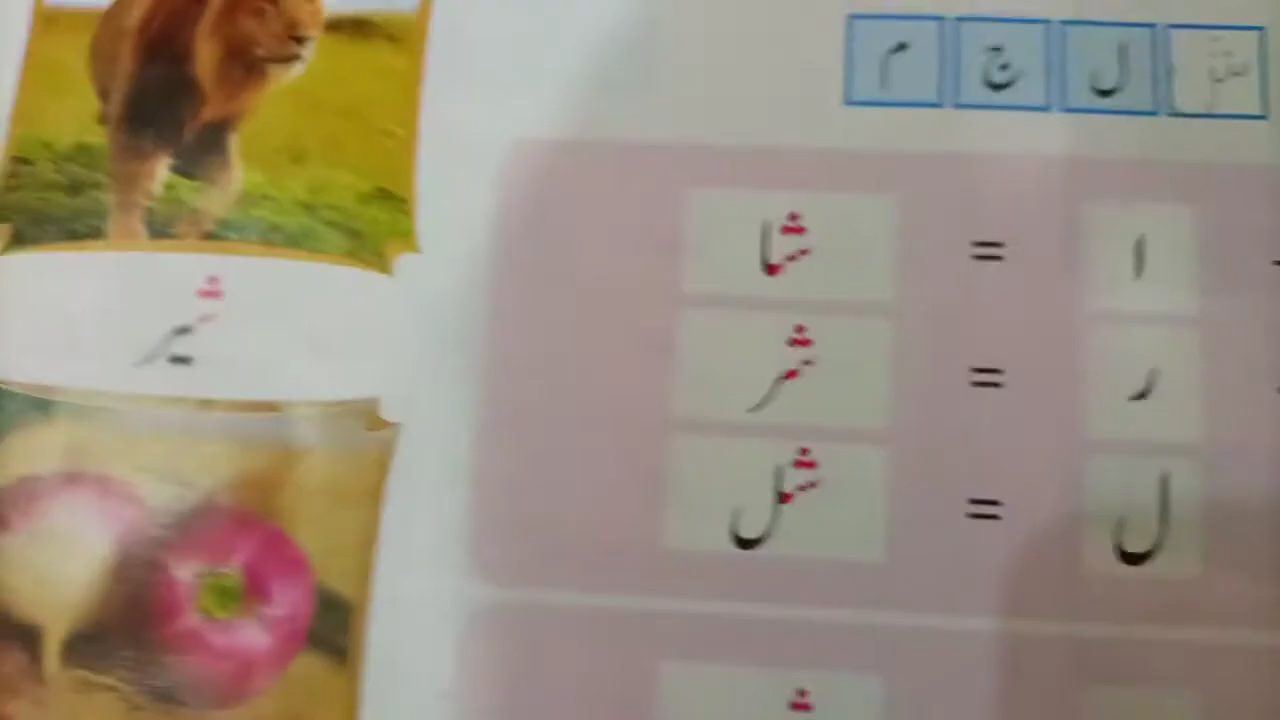 ش ل ج م
ا = شا
ر = شر
ل = شل
شیر